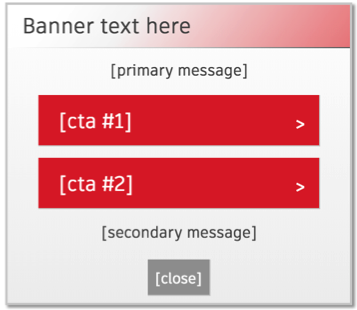 Banner text here
[primary message]
[cta #1] >
[cta #2] >
[secondary message]
[close]